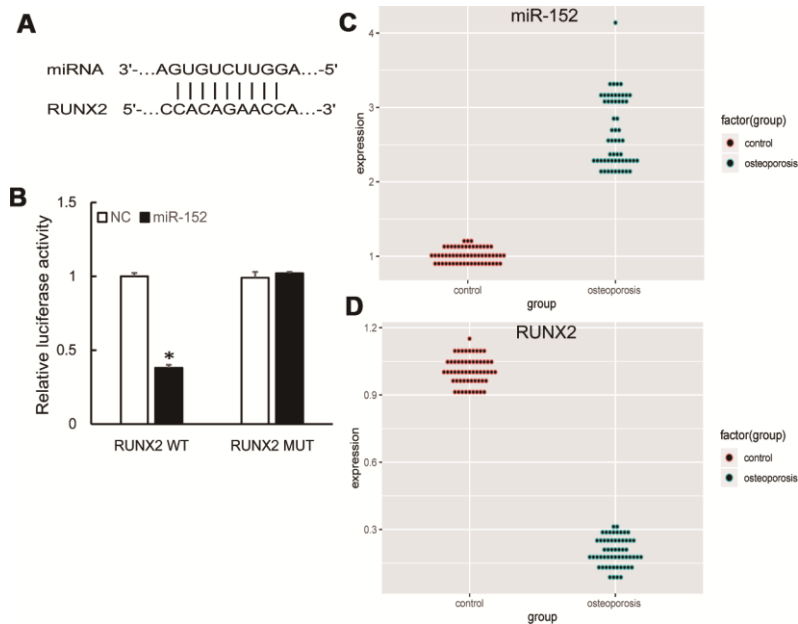 A
miRNA 3'-...AGUGUCUUGGA...-5'
RUNX2 5'-...CCACAGAACCA...-3'
B
NC miR-152
Relative luciferase activity
1.5
1
0.5
0
*
RUNX2 WT RUNX2 MUT
C
miR-152
expression
4
3
2
1
control osteoporosis
group
factor(group)
control
osteoporosis
D
RUNX2
expression
1.2
0.9
0.6
0.3
control osteoporosis
group
factor(group)
control
osteoporosis